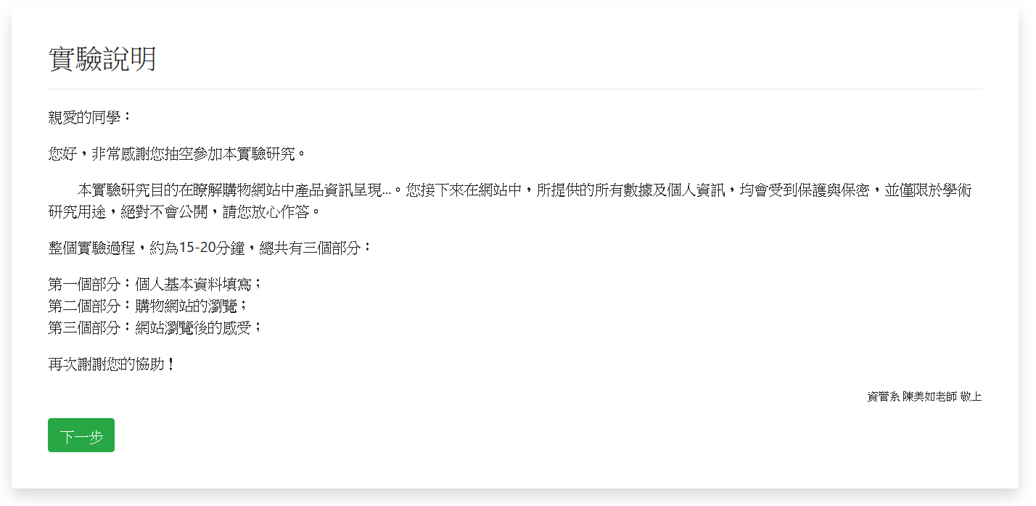 實驗說明
親愛的同學：
您好，非常感謝您抽空參加本實驗研究。
本實驗研究目的在瞭解購物網站中產品資訊呈現...。您接下來在網站中，所提供的所有數據及個人資訊，均會受到保護與保密，並僅限於學術
研究用途，絕對不會公開，請您放心作答。
整個實驗過程，約為15-20分鐘，總共有三個部分：
第一個部分：個人基本資料填寫；
第二個部分：購物網站的瀏覽；
第三個部分：網站瀏覽後的感受；
再次謝謝您的協助！
資管系 陳美如老師 敬上
下一步